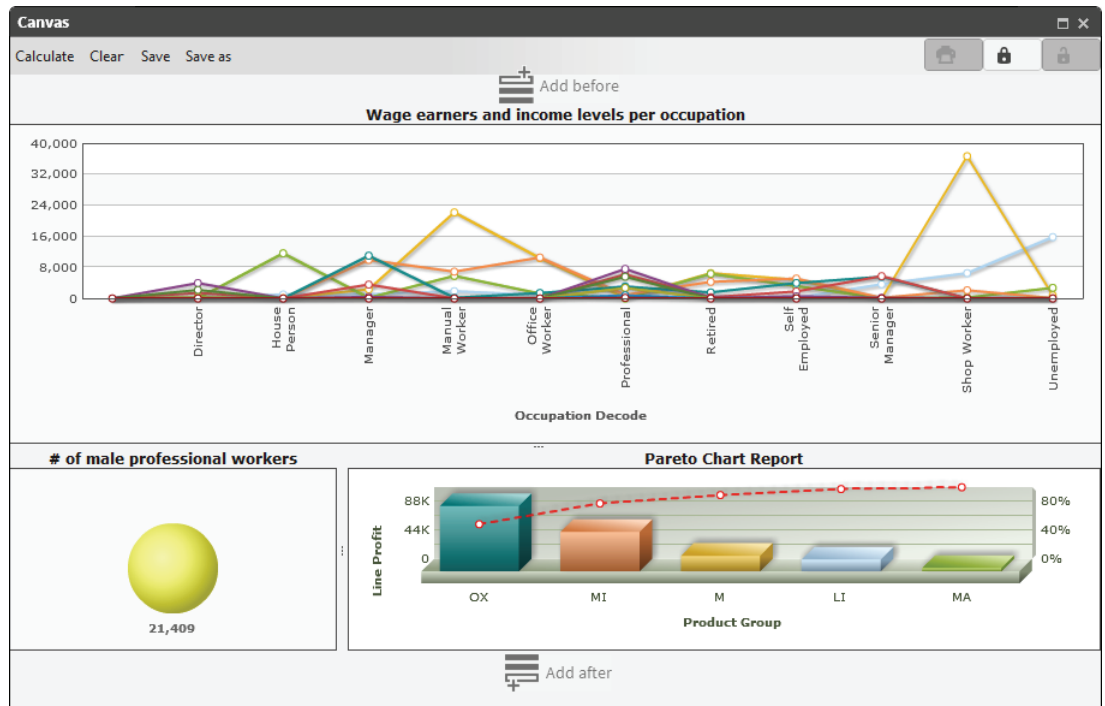 Canvas
Calculate Clear Save Save as
Add before
Wage earners and income levels per occupation
40,000
32,000
24,000
16,000
8,000
0
Director
House
Person
Manager
Manual
Worker
Office
Worker
Professional
Retired
Self
Employed
Senior
Manager
Shop Worker
Unemployed
Occupation Decode
# of male professional workers
21,409
Pareto Chart Report
Line Profit
88K
44K
0
80%
40%
0%
OX MI M LI MA
Product Group
Add after